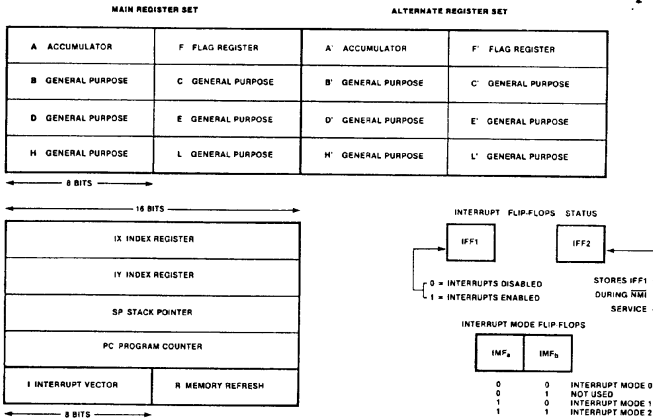 MAIN REGISTER SET
ALTERNATE REGISTER SET
A ACCUMULATOR
F FLAG REGISTER
A' ACCUMULATOR
F' FLAG REGISTER
B GENERAL PURPOSE
C GENERAL PURPOSE
B' GENERAL PURPOSE
C' GENERAL PURPOSE
D GENERAL PURPOSE
E GENERAL PURPOSE
D' GENERAL PURPOSE
E' GENERAL PURPOSE
H GENERAL PURPOSE
L GENERAL PURPOSE
H' GENERAL PURPOSE
L' GENERAL PURPOSE
8 BITS
16 BITS
IX INDEX REGISTER
IY INDEX REGISTER
SP STACK POINTER
PC PROGRAM COUNTER
I INTERRUPT VECTOR
R MEMORY REFRESH
8 BITS
INTERRUPT FLIP-FLOPS STATUS
IFF1
IFF2
0 = INTERRUPTS DISABLED
1 = INTERRUPTS ENABLED
STORES IFF1
DURING NMI
SERVICE
INTERRUPT MODE FLIP-FLOPS
IMFa
IMFb
0 0 INTERRUPT MODE 0
0 1 NOT USED
1 0 INTERRUPT MODE 1
1 1 INTERRUPT MODE 2